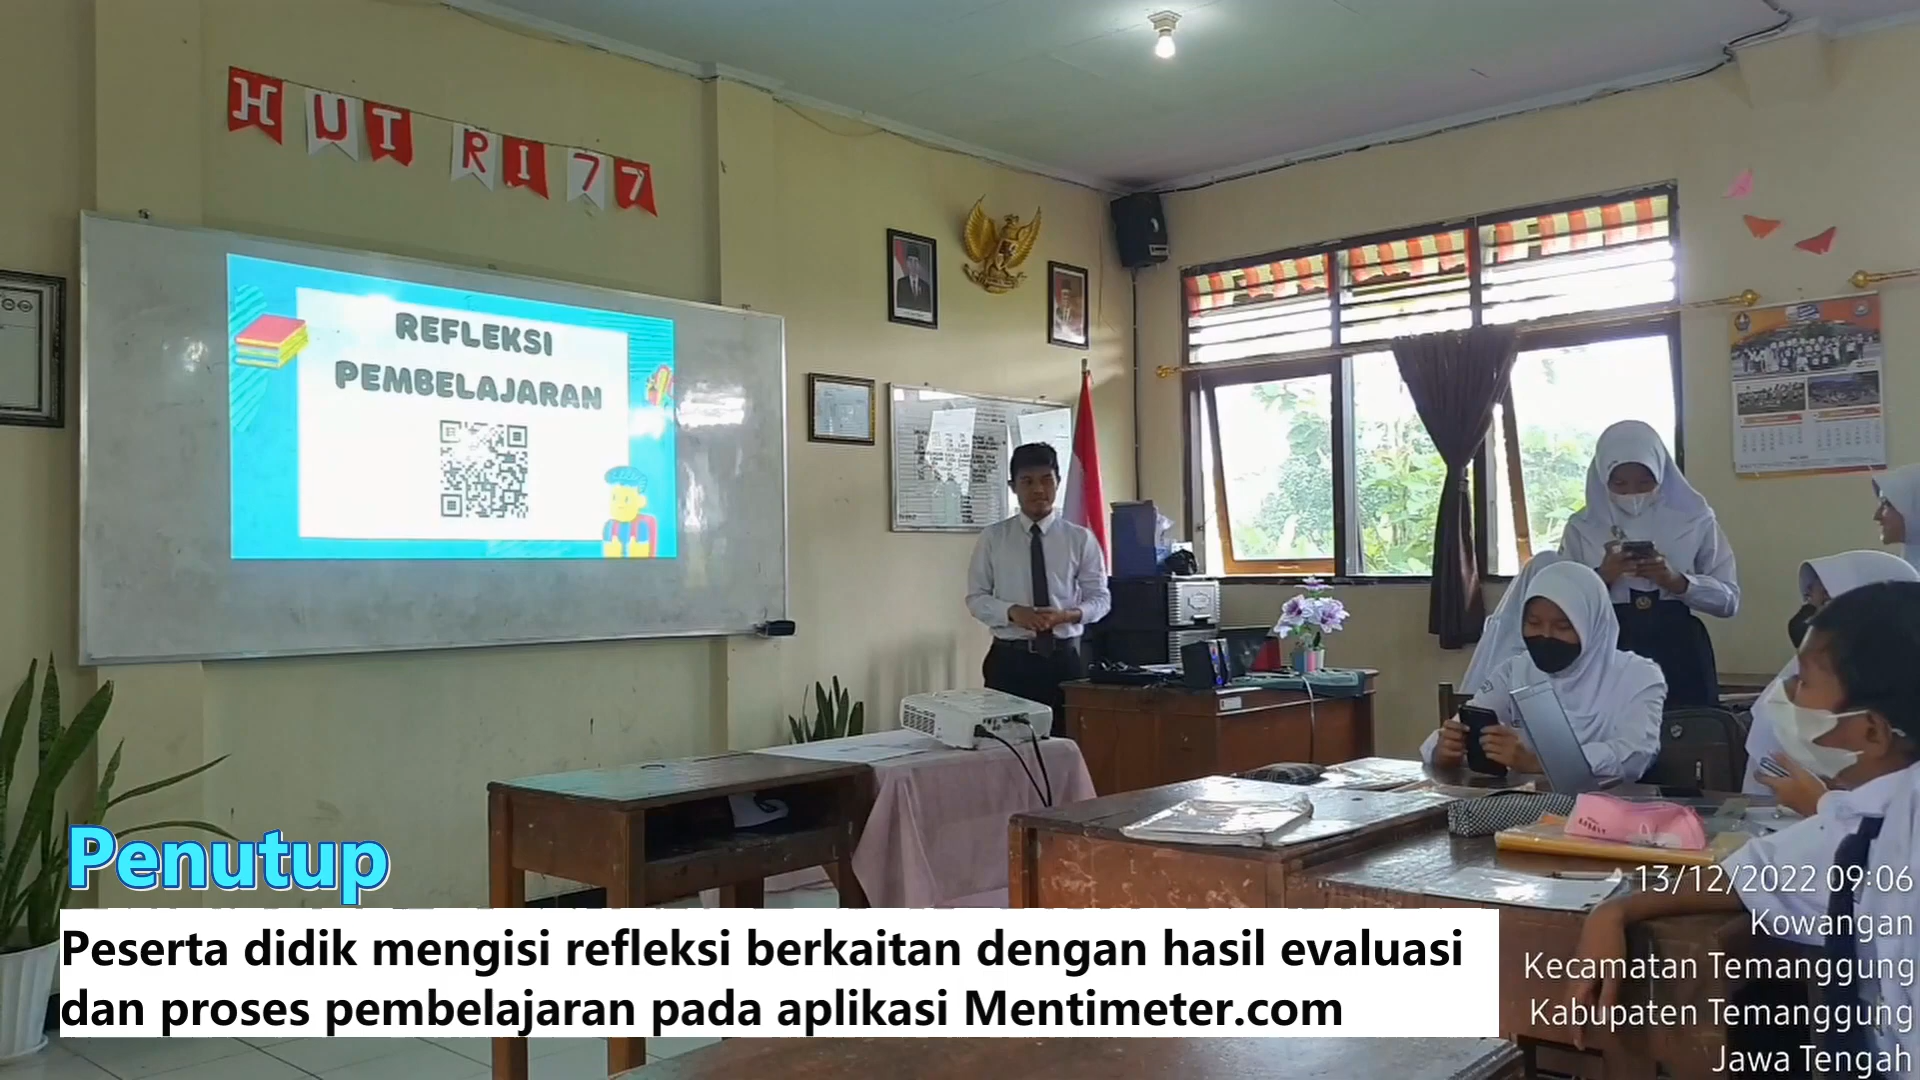 HUT RI 77
REFLEKSI
PEMBELAJARAN
Penutup
Peserta didik mengisi refleksi berkaitan dengan hasil evaluasi
dan proses pembelajaran pada aplikasi Mentimeter.com
13/12/2022 09:06
Kowangan
Kecamatan Temanggung
Kabupaten Temanggung
Jawa Tengah